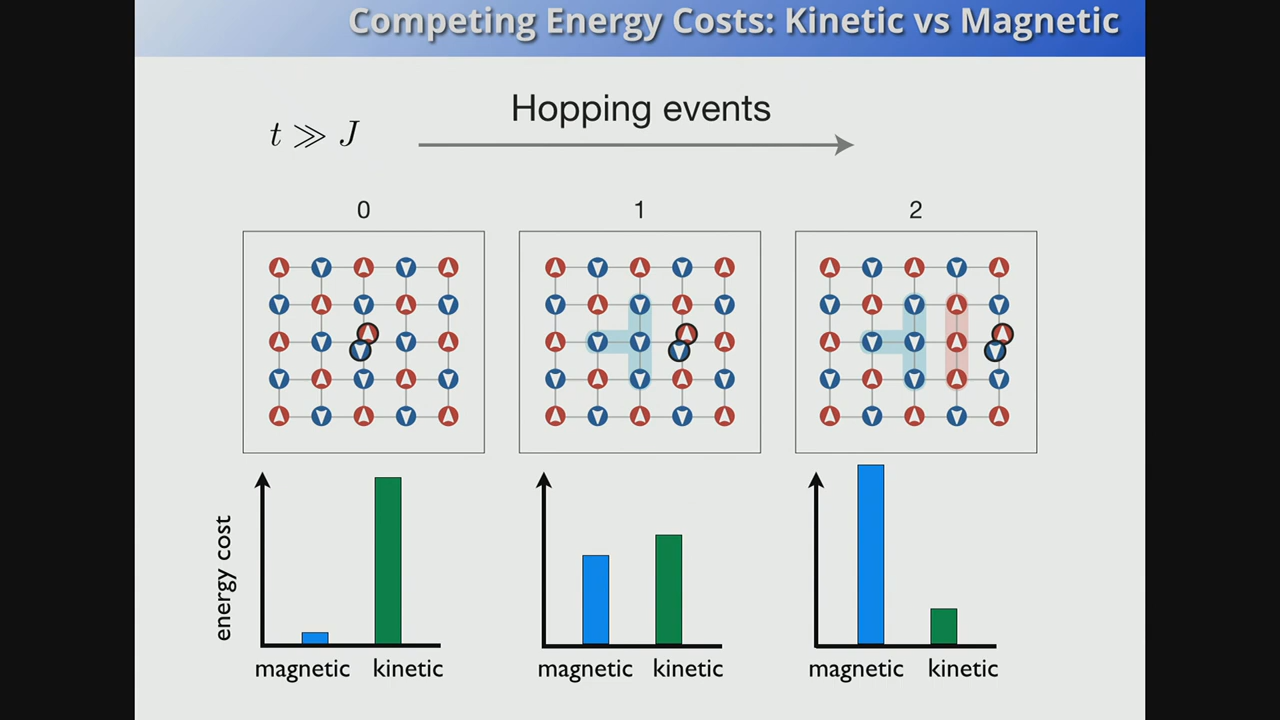 Competing Energy Costs: Kinetic vs Magnetic
Hopping events
t ≫ J
0 1 2
energy cost
magnetic kinetic magnetic kinetic magnetic kinetic